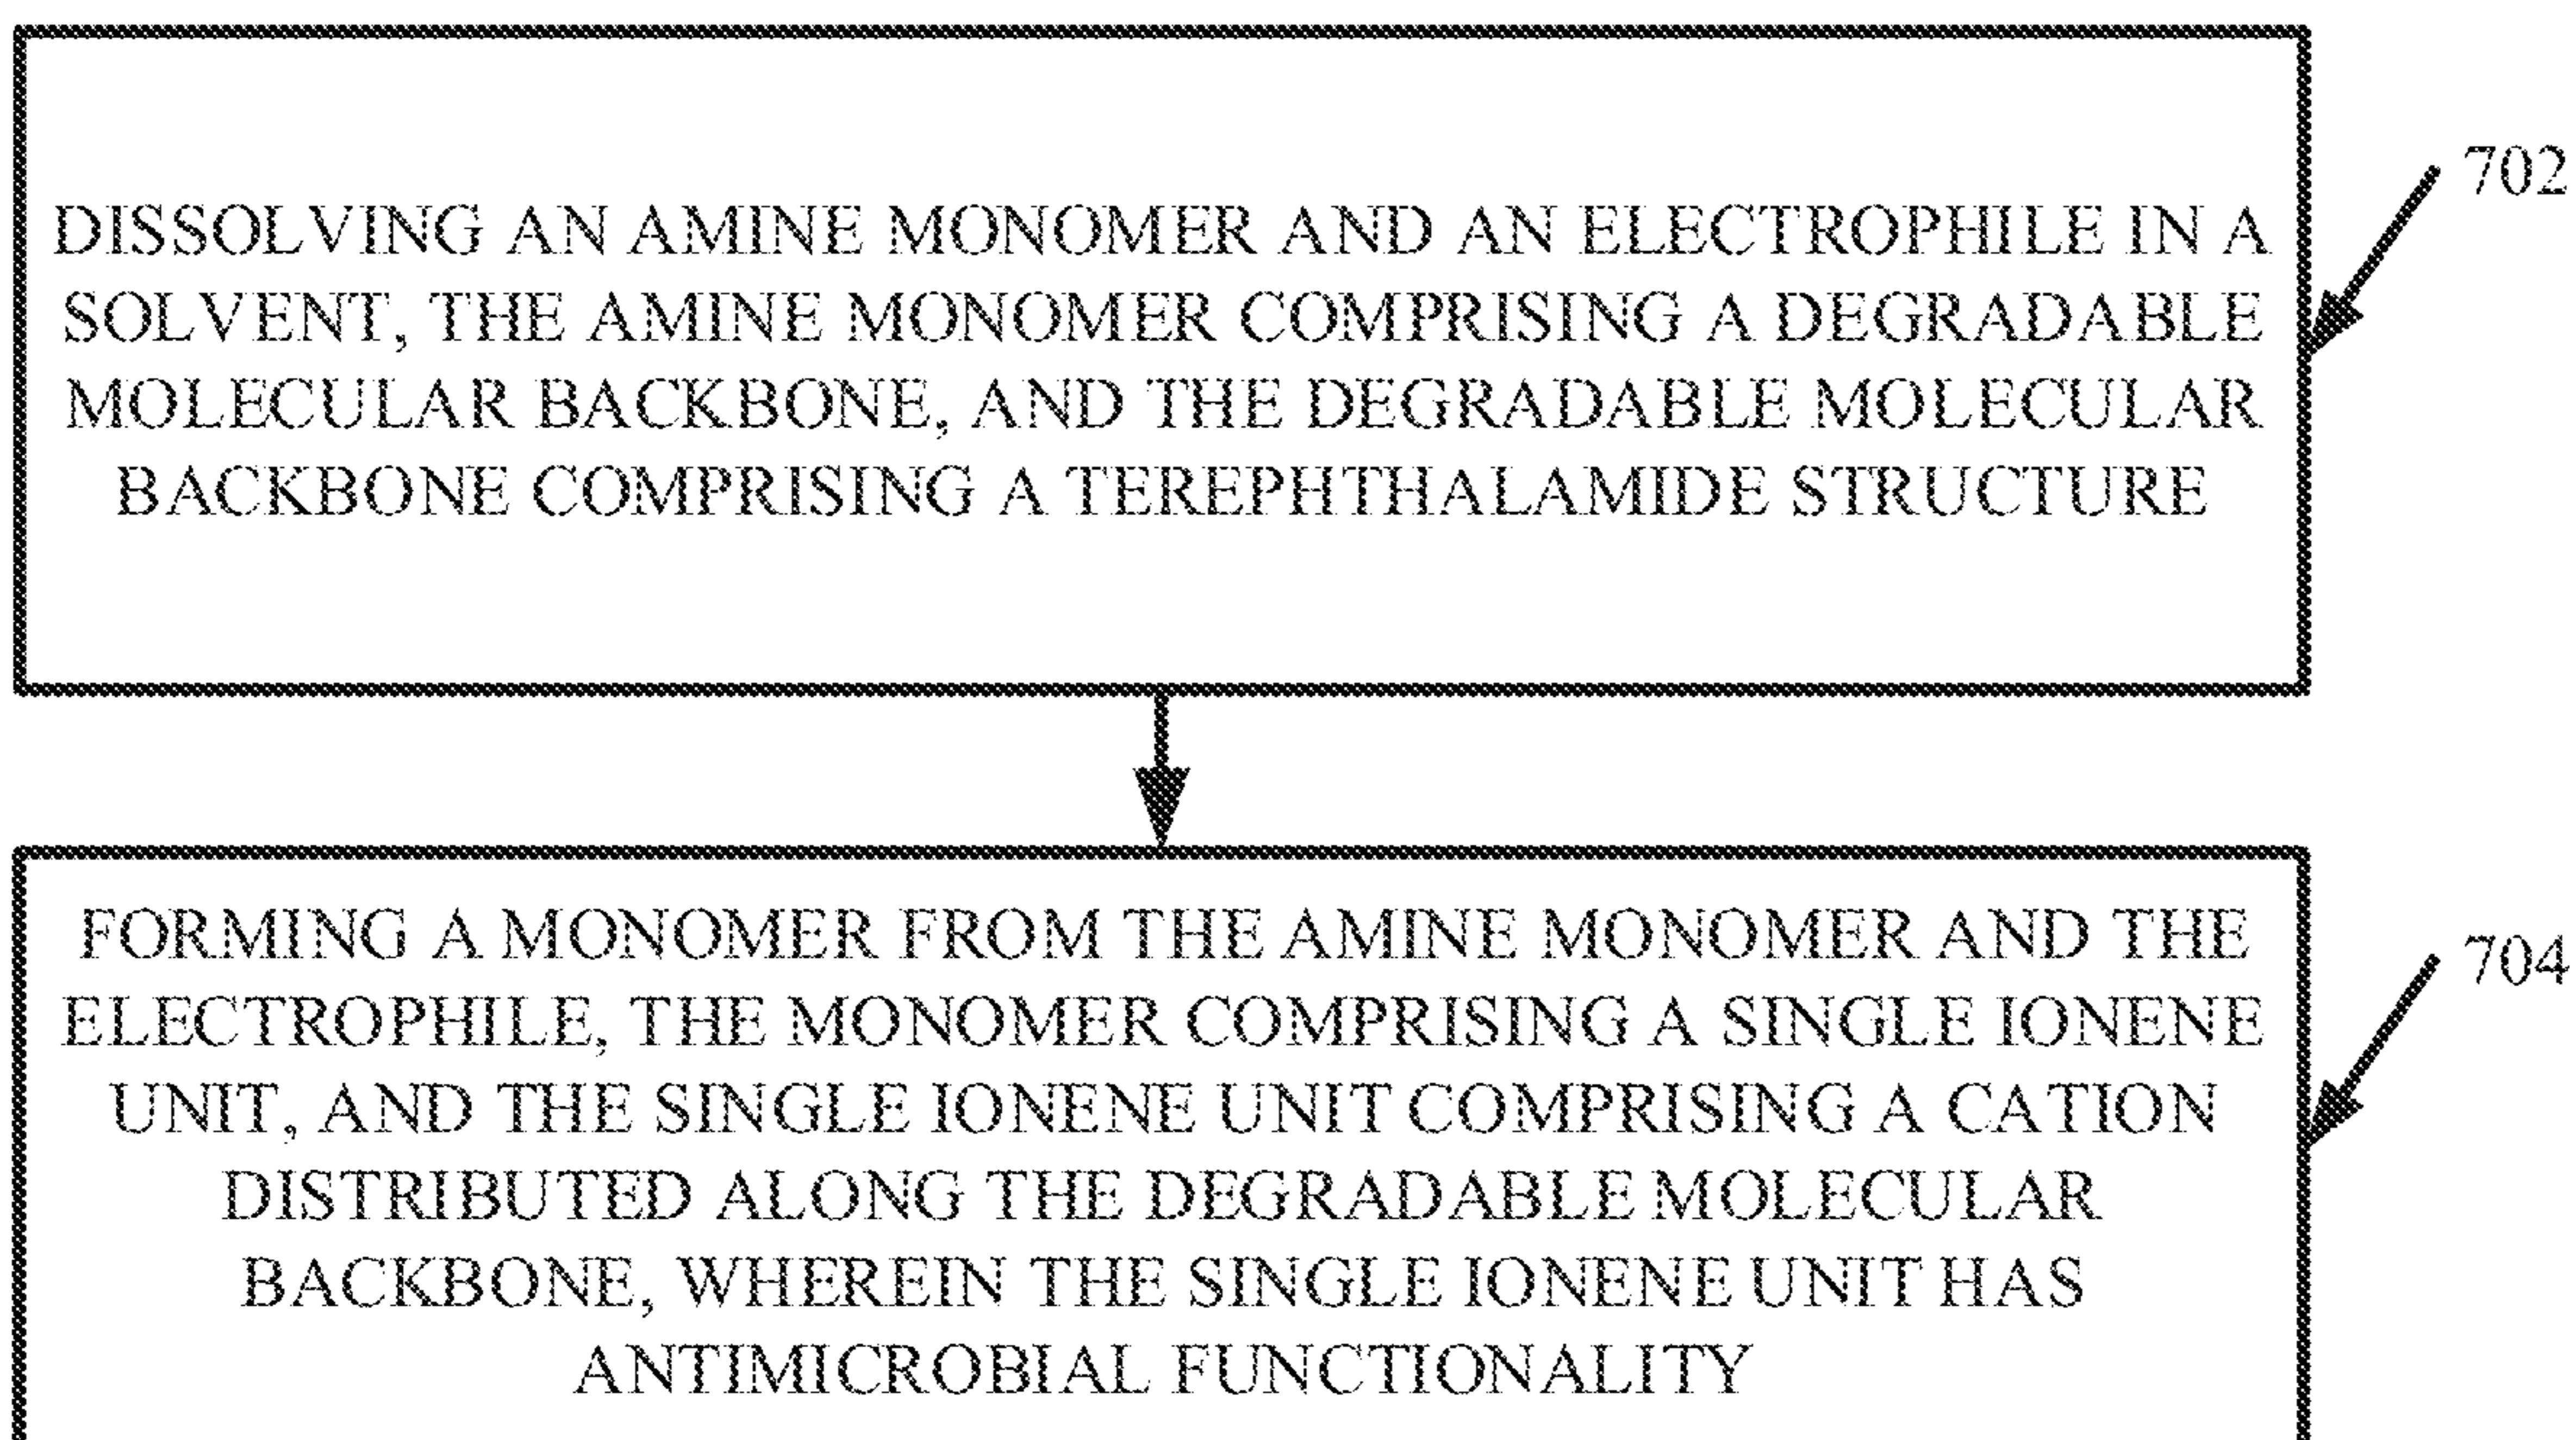 DISSOLVING AN AMINE MONOMER AND AN ELECTROPHILE IN A
SOLVENT, THE AMINE MONOMER COMPRISING A DEGRADABLE
MOLECULAR BACKBONE, AND THE DEGRADABLE MOLECULAR
BACKBONE COMPRISING A TEREPHTHALAMIDE STRUCTURE
702
FORMING A MONOMER FROM THE AMINE MONOMER AND THE
ELECTROPHILE, THE MONOMER COMPRISING A SINGLE IONENE
UNIT, AND THE SINGLE IONENE UNIT COMPRISING A CATION
DISTRIBUTED ALONG THE DEGRADABLE MOLECULAR
BACKBONE, WHEREIN THE SINGLE IONENE UNIT HAS
ANTIMICROBIAL FUNCTIONALITY
704